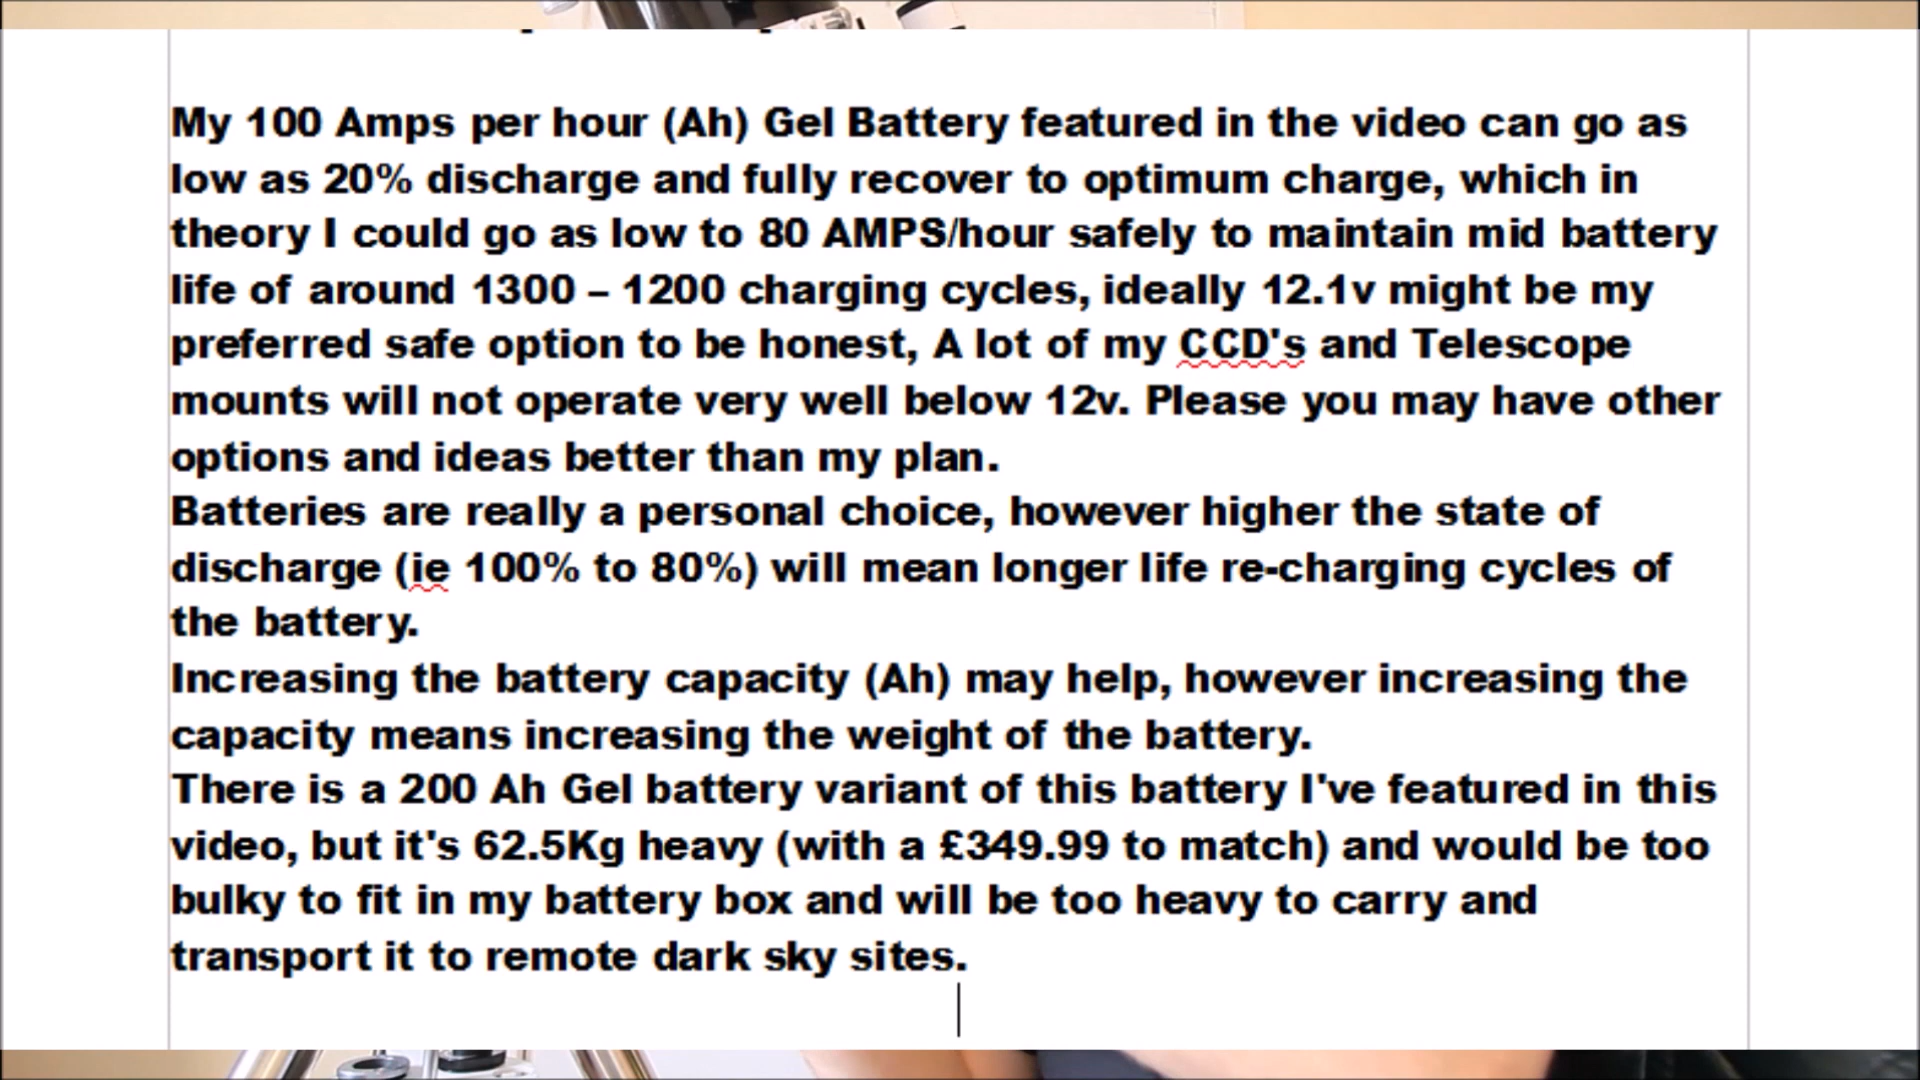 My 100 Amps per hour (Ah) Gel Battery featured in the video can go as
low as 20% discharge and fully recover to optimum charge, which in
theory I could go as low to 80 AMPS/hour safely to maintain mid battery
life of around 1300 – 1200 charging cycles, ideally 12.1v might be my
preferred safe option to be honest, A lot of my CCD's and Telescope
mounts will not operate very well below 12v. Please you may have other
options and ideas better than my plan.
Batteries are really a personal choice, however higher the state of
discharge (ie 100% to 80%) will mean longer life re-charging cycles of
the battery.
Increasing the battery capacity (Ah) may help, however increasing the
capacity means increasing the weight of the battery.
There is a 200 Ah Gel battery variant of this battery I've featured in this
video, but it's 62.5Kg heavy (with a £349.99 to match) and would be too
bulky to fit in my battery box and will be too heavy to carry and
transport it to remote dark sky sites.